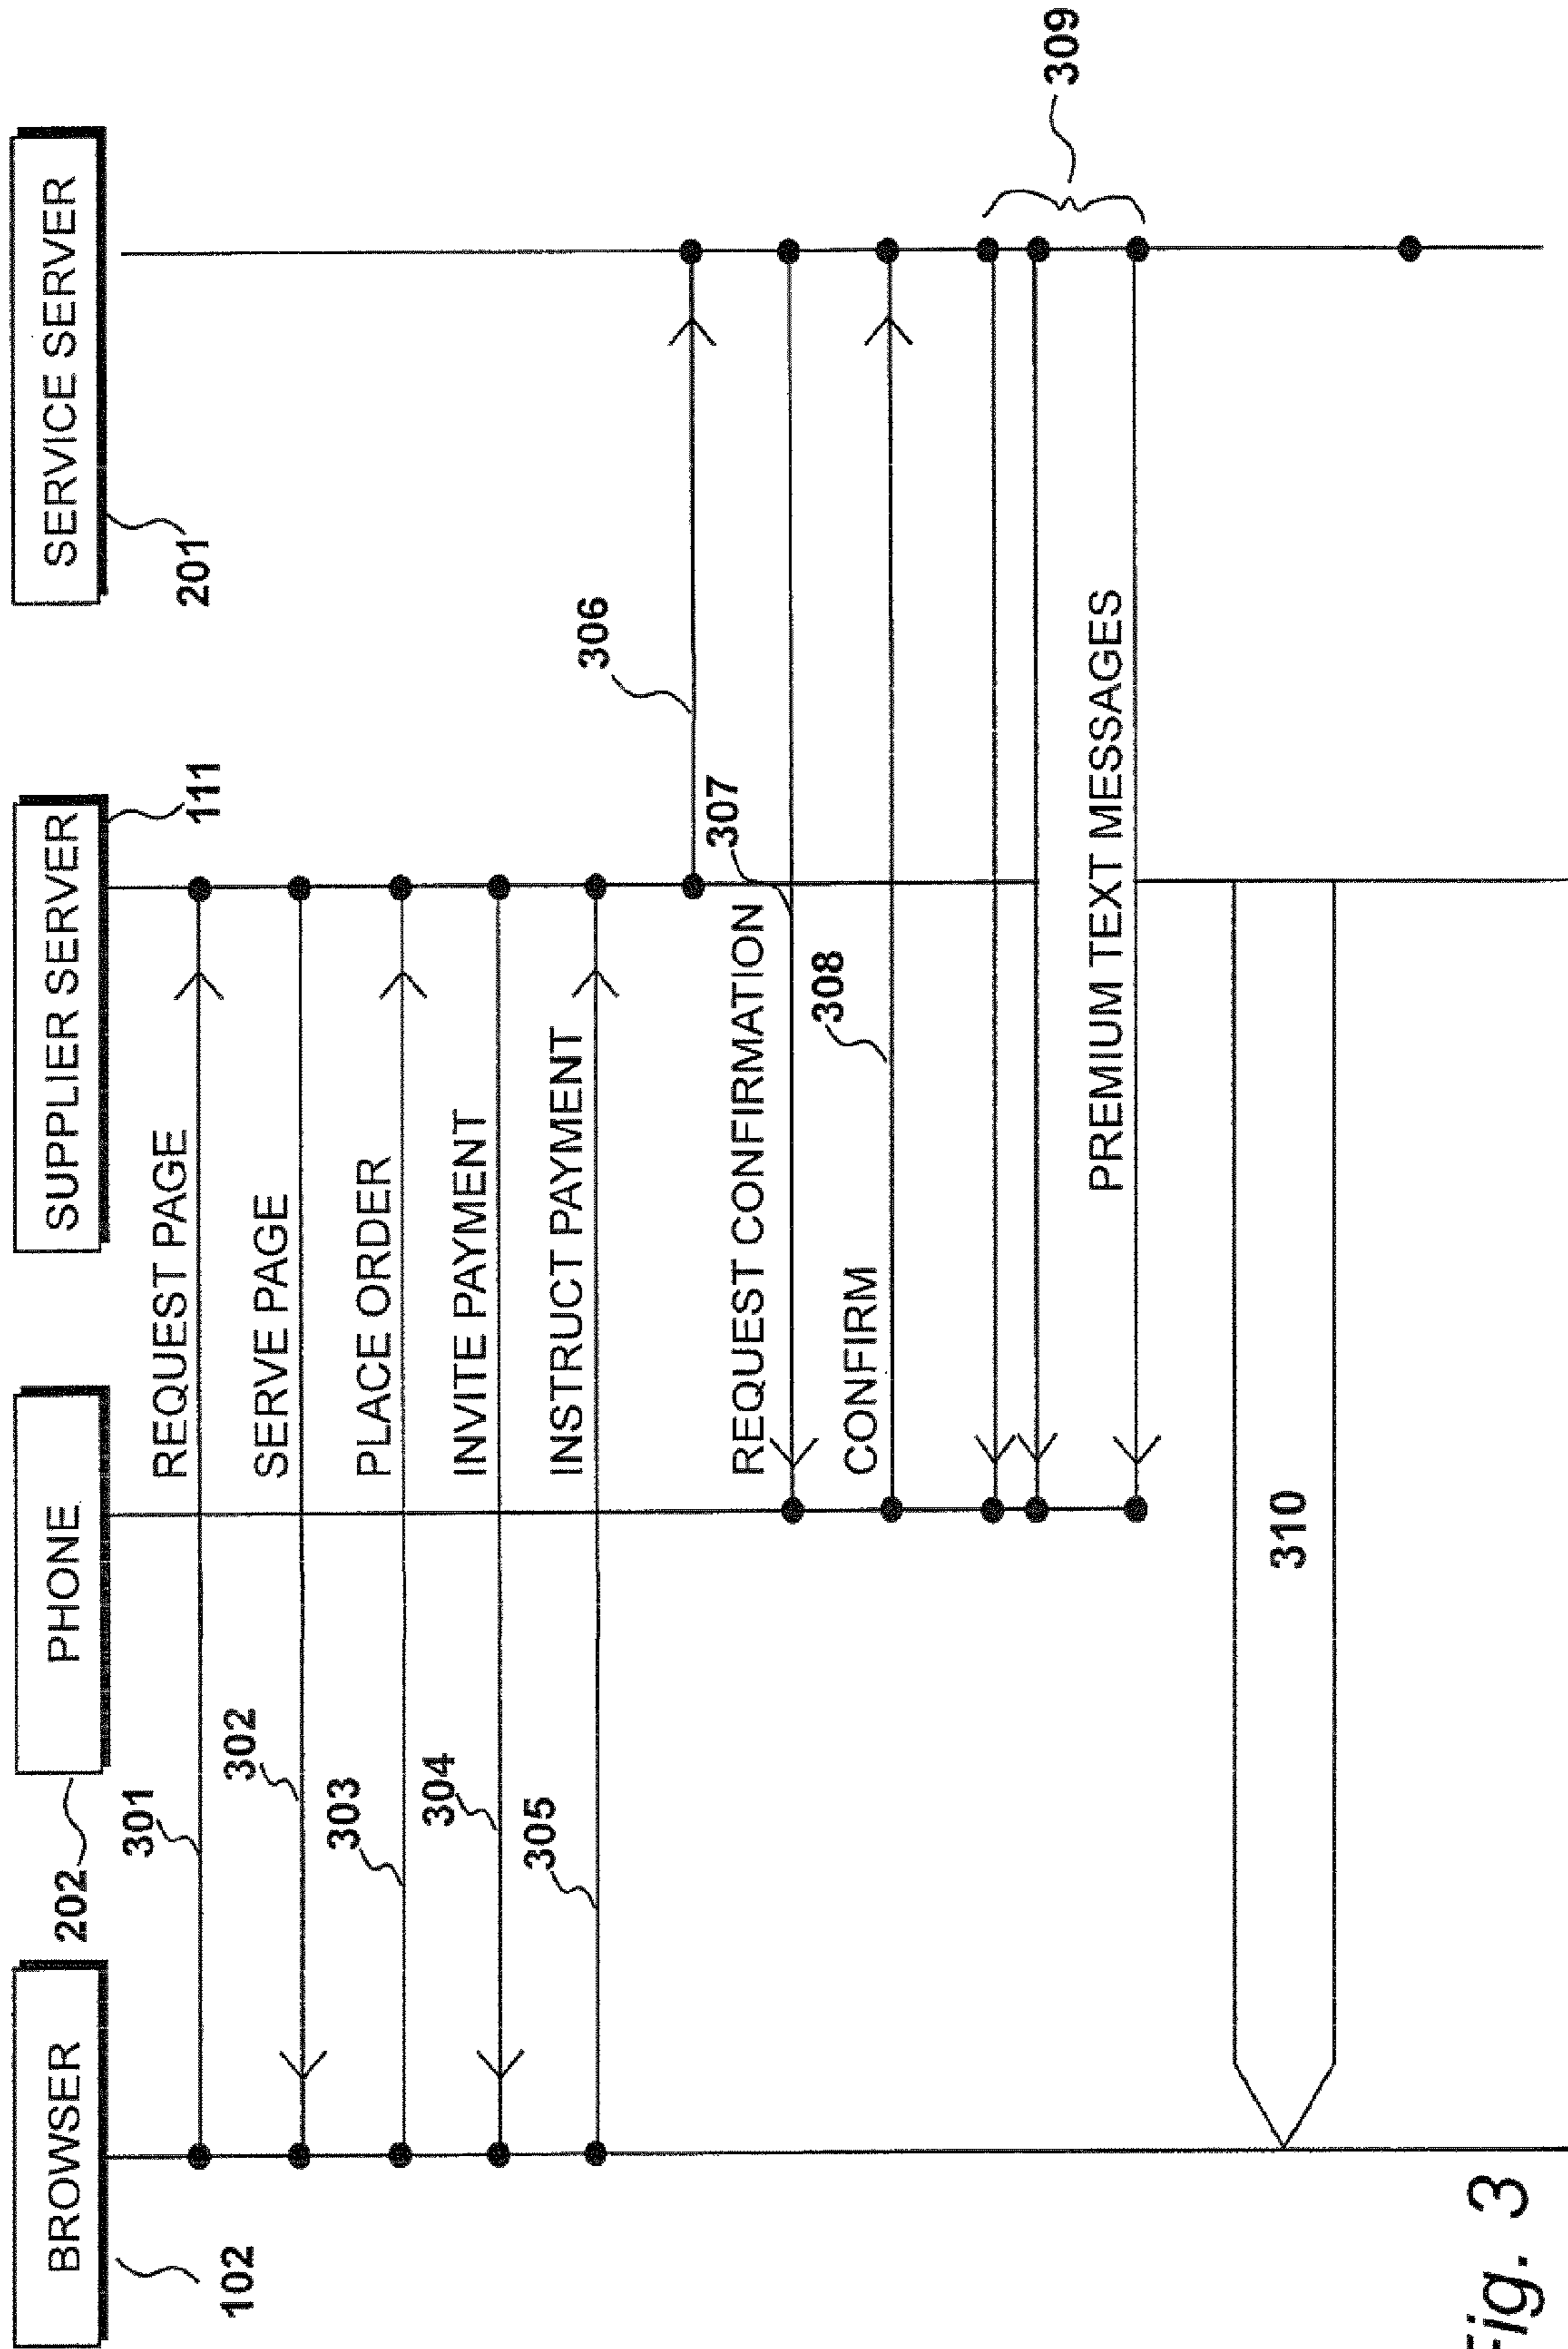 BROWSER
PHONE
SUPPLIER SERVER
SERVICE SERVER
102
202
111
201
301
REQUEST PAGE
302
SERVE PAGE
303
PLACE ORDER
304
INVITE PAYMENT
305
INSTRUCT PAYMENT
306
307
REQUEST CONFIRMATION
308
CONFIRM
309
PREMIUM TEXT MESSAGES
310
Fig. 3